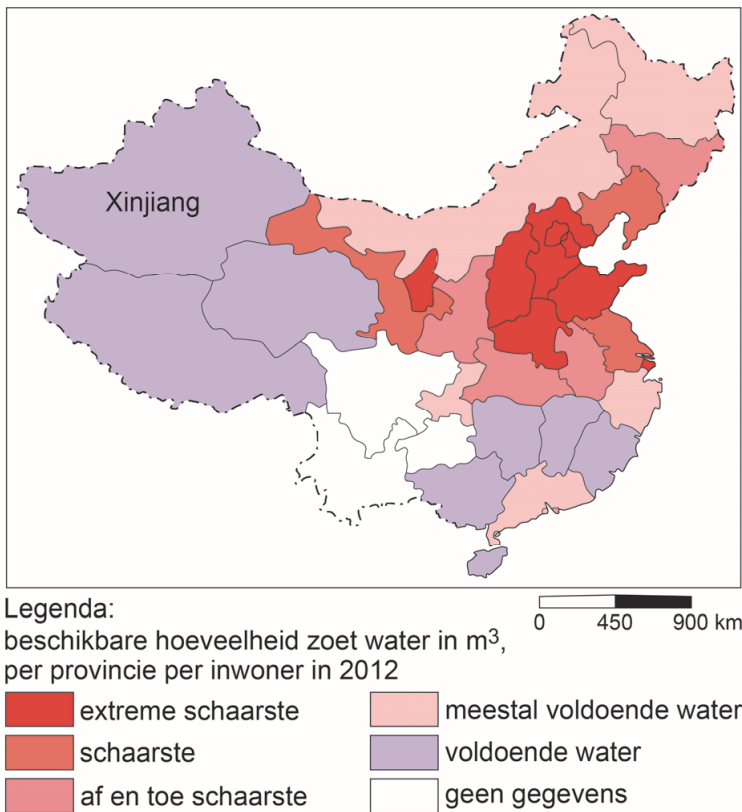 Xinjiang
Legenda:
beschikbare hoeveelheid zoet water in m³,
per provincie per inwoner in 2012
0 450 900 km
extreme schaarste
schaarste
af en toe schaarste
meestal voldoende water
voldoende water
geen gegevens